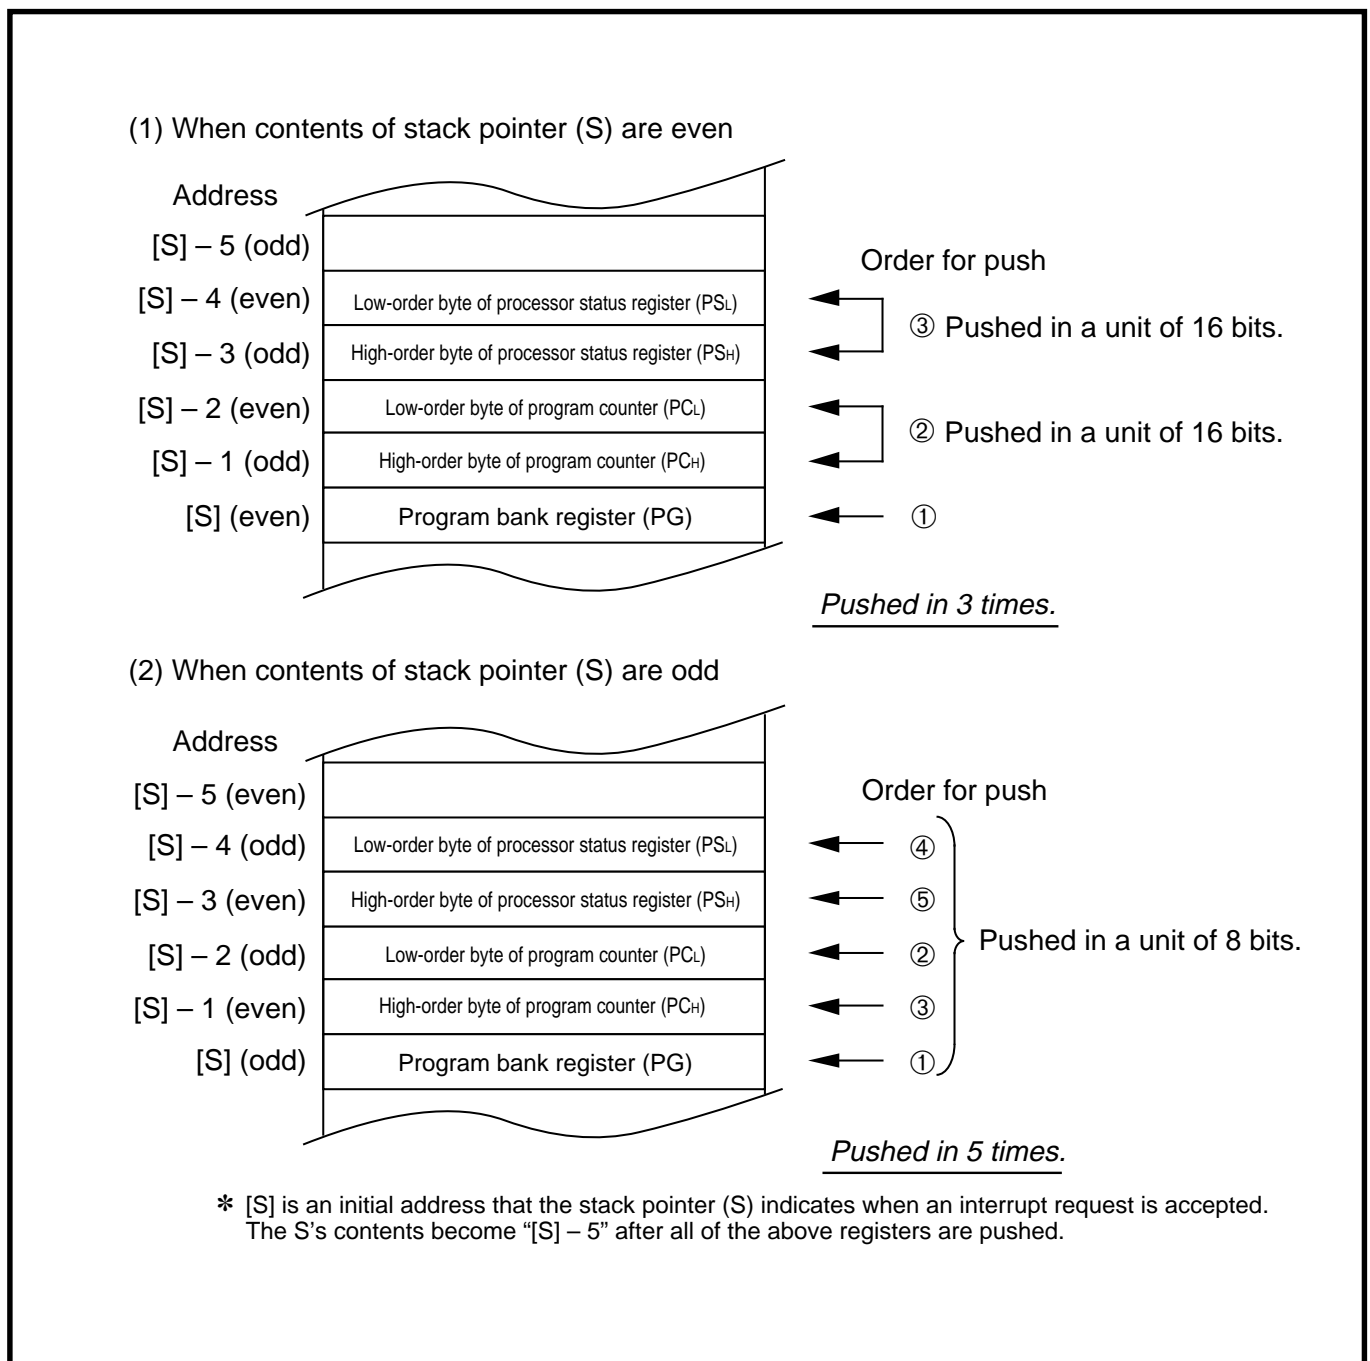 (1) When contents of stack pointer (S) are even
Address
[S] – 5 (odd)
Order for push
[S] – 4 (even) Low-order byte of processor status register (PSL)
③ Pushed in a unit of 16 bits.
[S] – 3 (odd) High-order byte of processor status register (PSH)
[S] – 2 (even) Low-order byte of program counter (PCL)
② Pushed in a unit of 16 bits.
[S] – 1 (odd) High-order byte of program counter (PCH)
[S] (even) Program bank register (PG) ①
Pushed in 3 times.
(2) When contents of stack pointer (S) are odd
Address
[S] – 5 (even) Order for push
[S] – 4 (odd) Low-order byte of processor status register (PSL) ④
[S] – 3 (even) High-order byte of processor status register (PSH) ⑤
Pushed in a unit of 8 bits.
[S] – 2 (odd) Low-order byte of program counter (PCL) ②
[S] – 1 (even) High-order byte of program counter (PCH) ③
[S] (odd) Program bank register (PG) ①
Pushed in 5 times.
✻ [S] is an initial address that the stack pointer (S) indicates when an interrupt request is accepted.
The S’s contents become “[S] – 5” after all of the above registers are pushed.